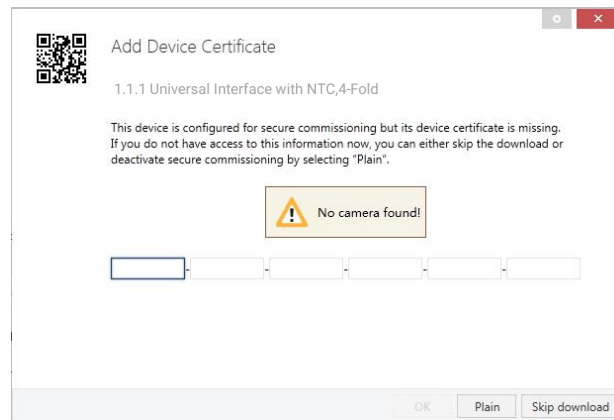 Add Device Certificate
1.1.1 Universal Interface with NTC,4-Fold
This device is configured for secure commissioning but its device certificate is missing.
If you do not have access to this information now, you can either skip the download or
deactivate secure commissioning by selecting "Plain".
No camera found!
- - - - -
OK Plain Skip download